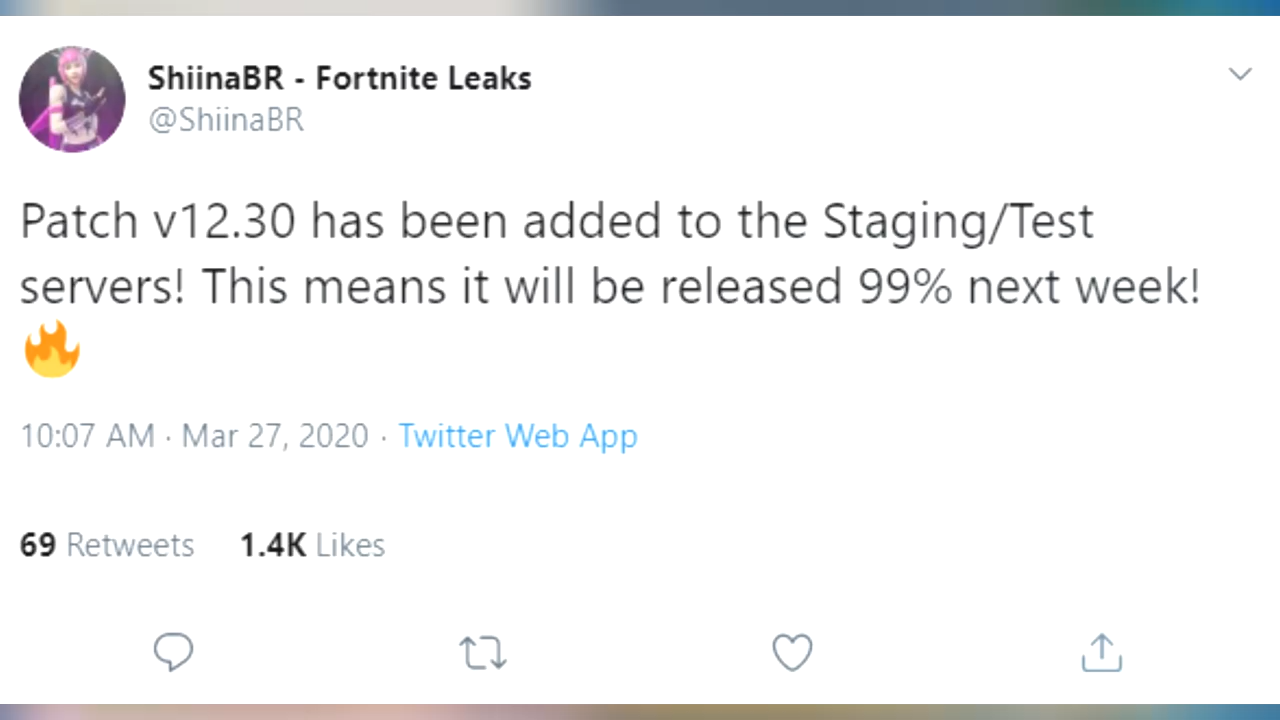 ShiinaBR - Fortnite Leaks
@ShiinaBR
Patch v12.30 has been added to the Staging/Test
servers! This means it will be released 99% next week!
🔥
10:07 AM · Mar 27, 2020 · Twitter Web App
69 Retweets 1.4K Likes